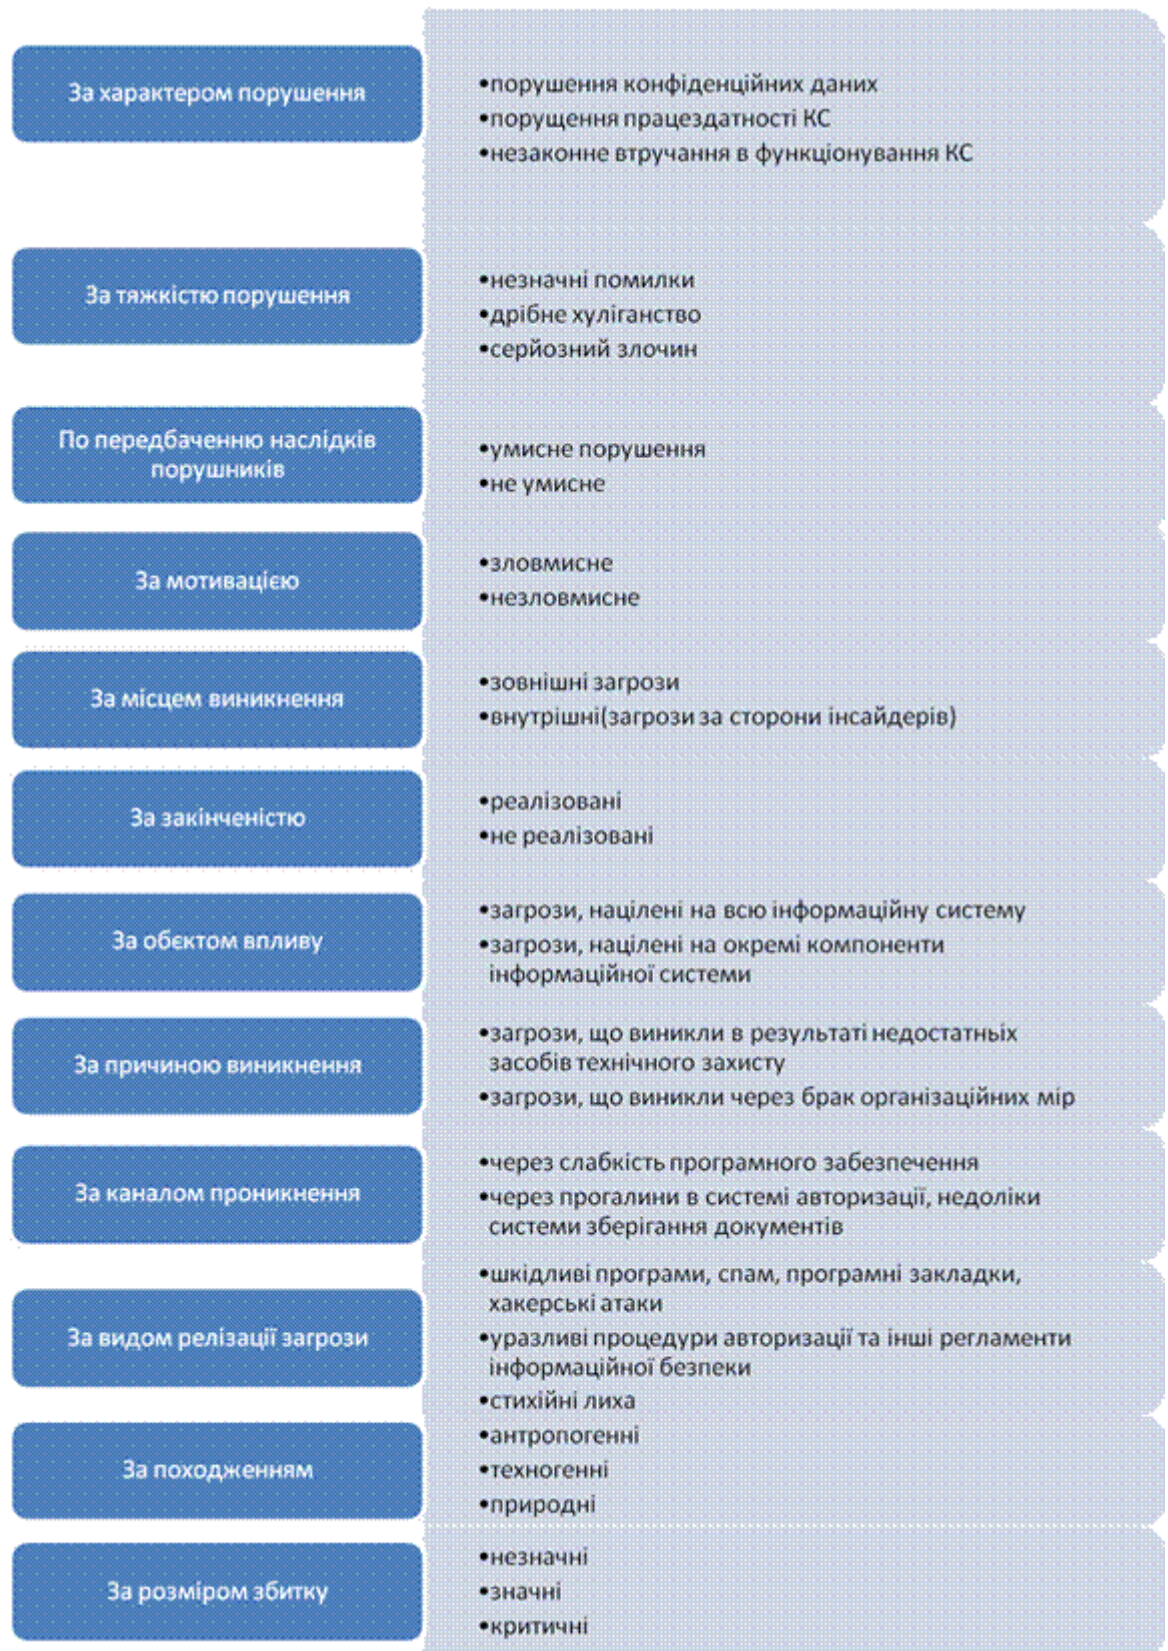 За характером порушення
•порушення конфіденційних даних
•порущення працездатності КС
•незаконне втручання в функціонування КС
За тяжкістю порушення
•незначні помилки
•дрібне хуліганство
•серйозний злочин
По передбаченню наслідків
порушників
•умисне порушення
•не умисне
За мотивацією
•зловмисне
•незловмисне
За місцем виникнення
•зовнішні загрози
•внутрішні(загрози за сторони інсайдерів)
За закінченістю
•реалізовані
•не реалізовані
За обєктом впливу
•загрози, націлені на всю інформаційну систему
•загрози, націлені на окремі компоненти
інформаційної системи
За причиною виникнення
•загрози, що виникли в результаті недостатньіх
засобів технічного захисту
•загрози, що виникли через брак організаційних мір
За каналом проникнення
•через слабкість програмного забезпечення
•через прогалини в системі авторизації, недоліки
системи зберігання документів
За видом релізації загрози
•шкідливі програми, спам, програмні закладки,
хакерські атаки
•уразливі процедури авторизації та інші регламенти
інформаційної безпеки
•стихійні лиха
За походженням
•антропогенні
•техногенні
•природні
За розміром збитку
•незначні
•значні
•критичні